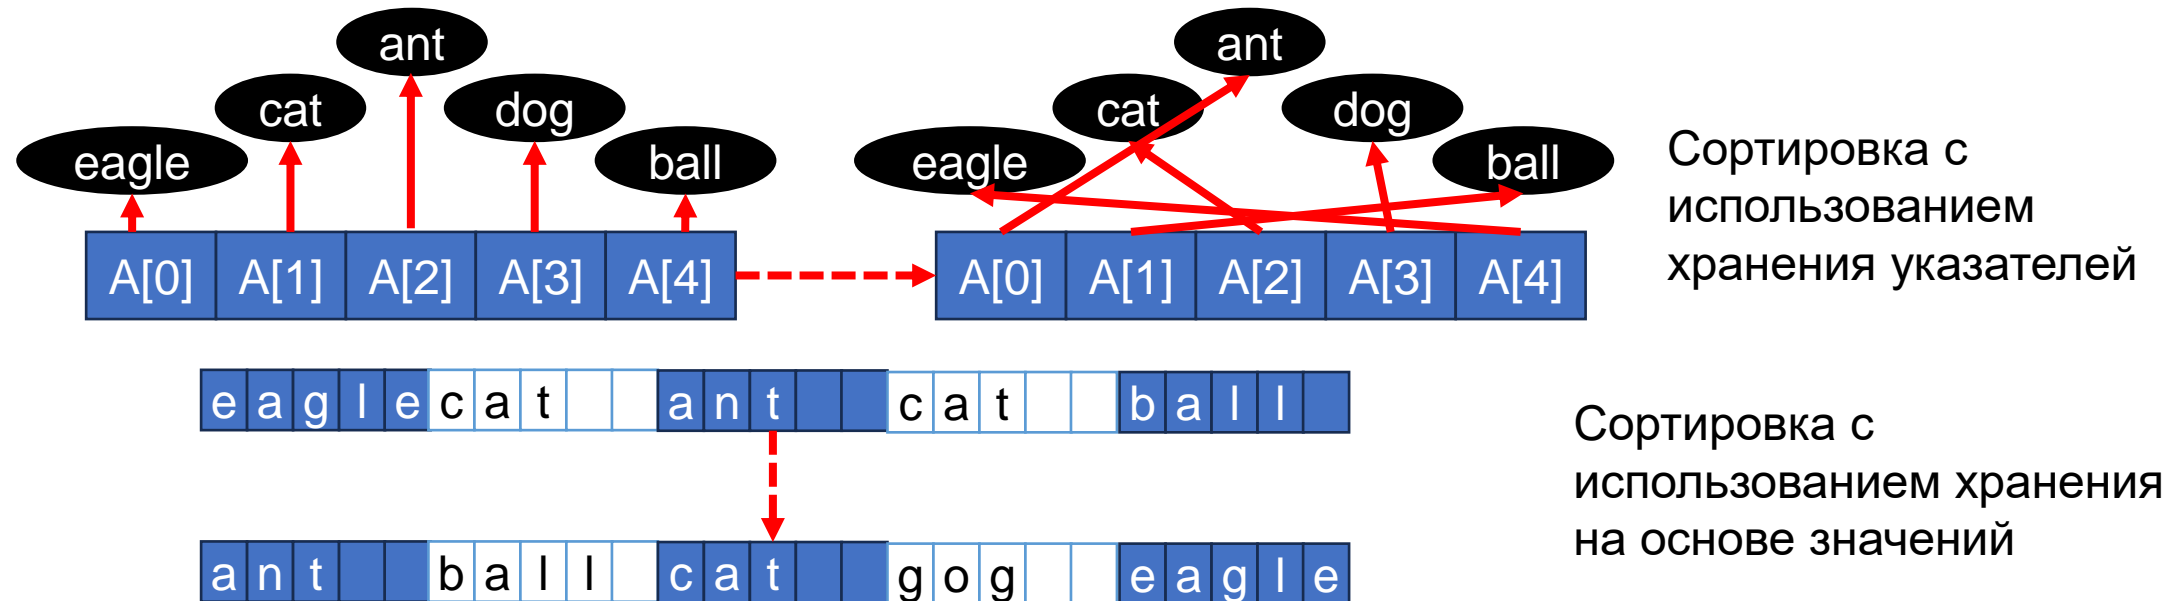 ant ant
cat dog cat dog
eagle ball eagle ball
A[0] A[1] A[2] A[3] A[4] A[0] A[1] A[2] A[3] A[4]
Сортировка с
использованием
хранения указателей
e a g l e c a t a n t c a t b a l l
a n t b a l l c a t g o g e a g l e
Сортировка с
использованием хранения
на основе значений